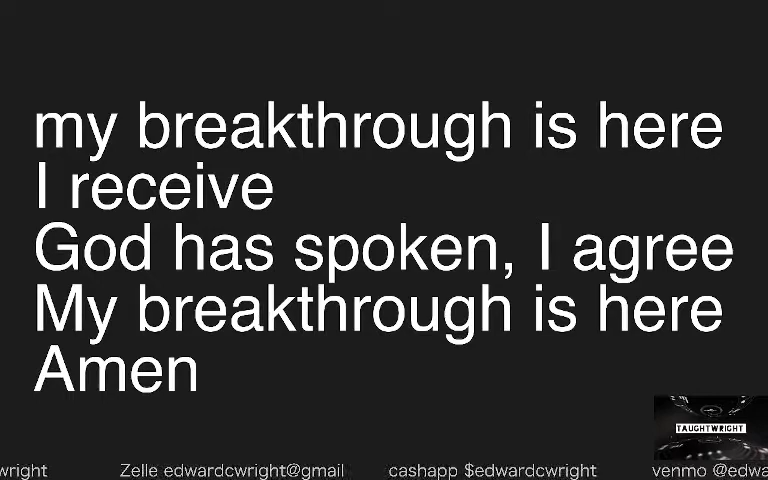 my breakthrough is here
I receive
God has spoken, I agree
My breakthrough is here
Amen
TAUGHTWRIGHT
wright Zelle edwardcwright@gmail cashapp $edwardcwright venmo @edwa